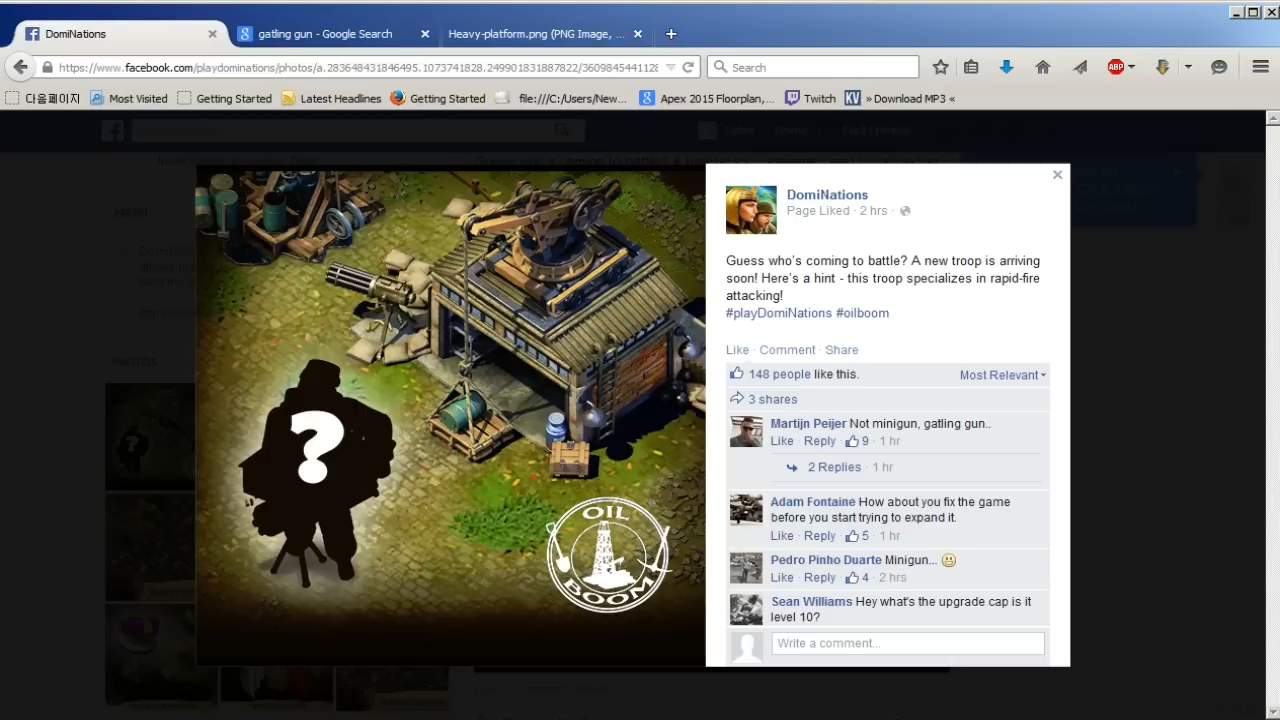 DomiNations
gatling gun - Google Search
Heavy-platform.png (PNG Image, ...
https://www.facebook.com/playdominations/photos/a.283648431846495.1073741828.249901831887822/3609845441128
Search
ABP
다음페이지
Most Visited
Getting Started
Latest Headlines
Getting Started
file:///C:/Users/New...
Apex 2015 Floorplan,...
Twitch
KV
» Download MP3 «
Home
Find Friends
DomiNations
Page Liked · 2 hrs ·
Guess who's coming to battle? A new troop is arriving
soon! Here's a hint - this troop specializes in rapid-fire
attacking!
#playDomiNations #oilboom
Like · Comment · Share
148 people like this.
Most Relevant
3 shares
Martijn Peijer Not minigun, gatling gun..
Like · Reply · 9 · 1 hr
2 Replies · 1 hr
Adam Fontaine How about you fix the game
before you start trying to expand it.
Like · Reply · 5 · 1 hr
Pedro Pinho Duarte Minigun...
Like · Reply · 4 · 2 hrs
Sean Williams Hey what's the upgrade cap is it
level 10?
Write a comment...
?
OIL
BOOM